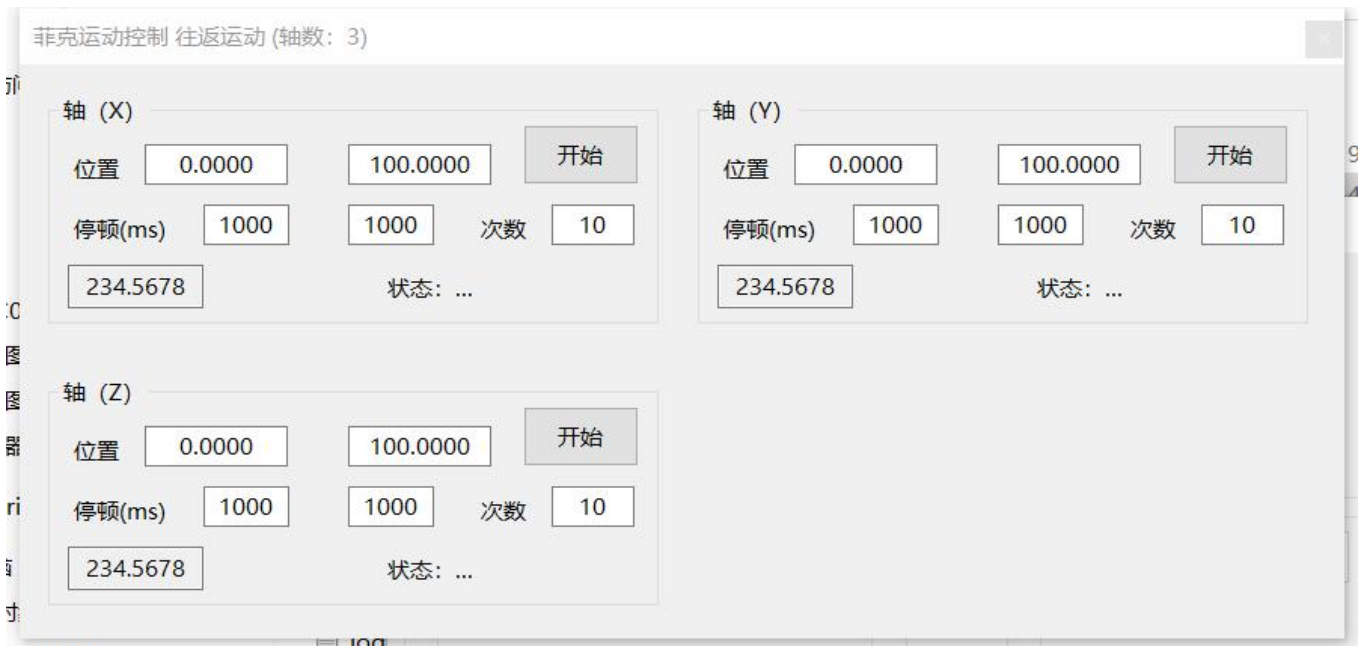 菲克运动控制 往返运动 (轴数：3)
轴 (X)
位置 0.0000 100.0000 开始
停顿(ms) 1000 1000 次数 10
234.5678 状态：...
轴 (Y)
位置 0.0000 100.0000 开始
停顿(ms) 1000 1000 次数 10
234.5678 状态：...
轴 (Z)
位置 0.0000 100.0000 开始
停顿(ms) 1000 1000 次数 10
234.5678 状态：...